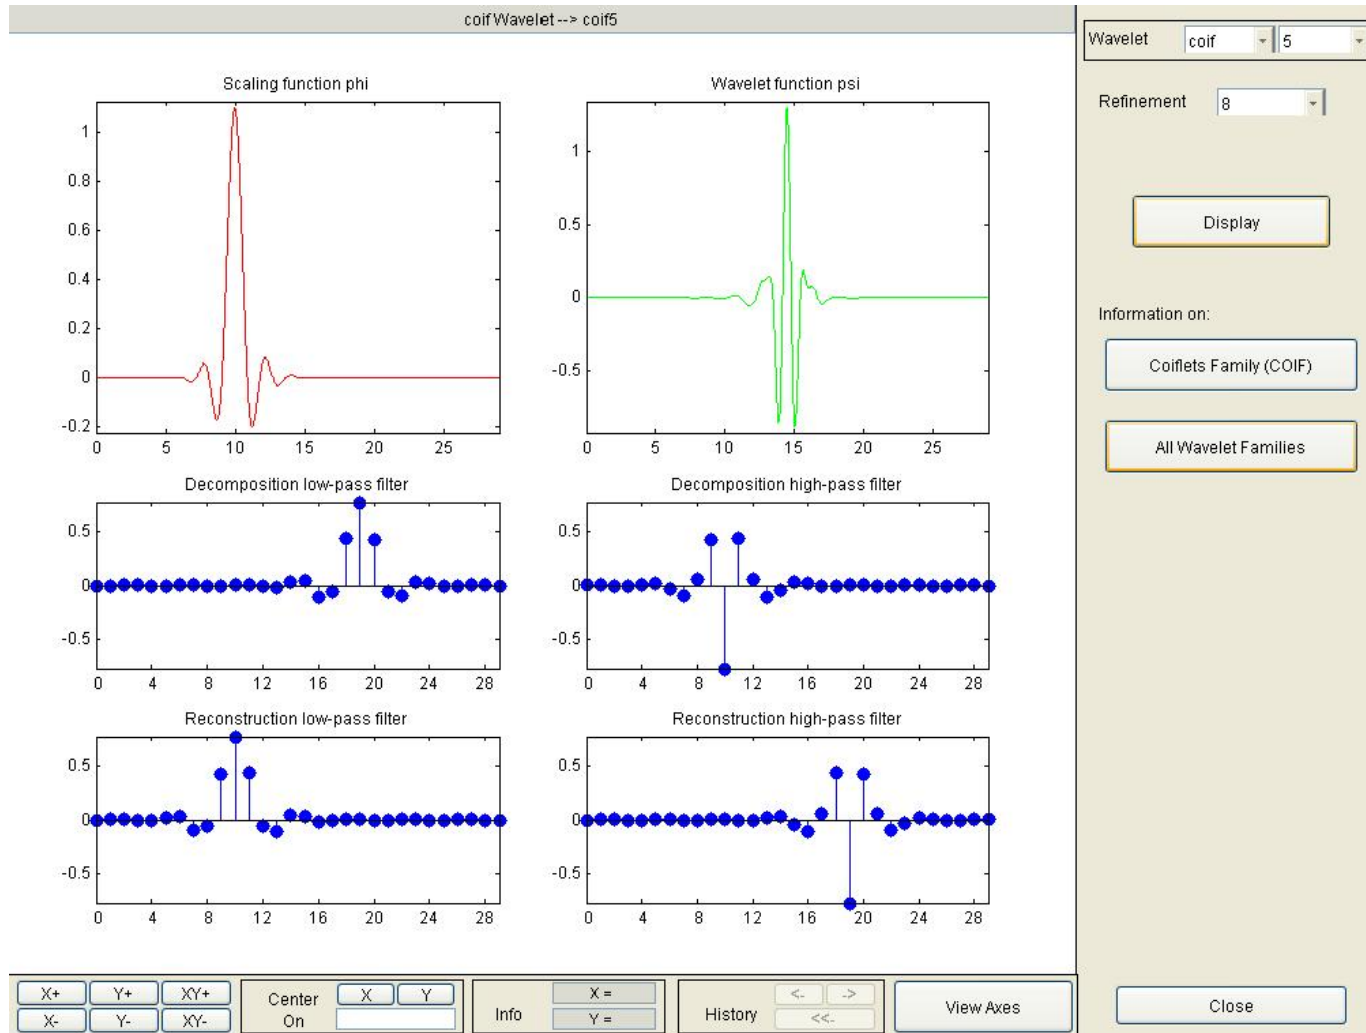 coif Wavelet --> coif5
Wavelet coif 5
Refinement 8
Display
Information on:
Coiflets Family (COIF)
All Wavelet Families
Close
Scaling function phi
1
0.8
0.6
0.4
0.2
0
-0.2
0 5 10 15 20 25
Wavelet function psi
1
0.5
0
-0.5
0 5 10 15 20 25
Decomposition low-pass filter
0.5
0
-0.5
0 4 8 12 16 20 24 28
Decomposition high-pass filter
0.5
0
-0.5
0 4 8 12 16 20 24 28
Reconstruction low-pass filter
0.5
0
-0.5
0 4 8 12 16 20 24 28
Reconstruction high-pass filter
0.5
0
-0.5
0 4 8 12 16 20 24 28
X+ Y+ XY+
X- Y- XY-
Center
On
X Y
Info
X =
Y =
History
<- ->
<<-
View Axes